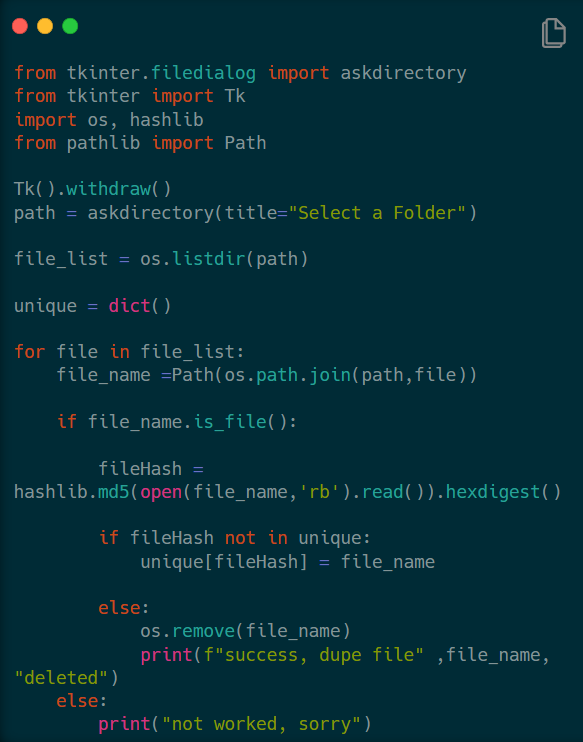 from tkinter.filedialog import askdirectory
from tkinter import Tk
import os, hashlib
from pathlib import Path

Tk().withdraw()
path = askdirectory(title="Select a Folder")

file_list = os.listdir(path)

unique = dict()

for file in file_list:
    file_name =Path(os.path.join(path,file))

    if file_name.is_file():

        fileHash =
hashlib.md5(open(file_name,'rb').read()).hexdigest()

        if fileHash not in unique:
            unique[fileHash] = file_name

        else:
            os.remove(file_name)
            print(f"success, dupe file" ,file_name,
"deleted")
    else:
        print("not worked, sorry")